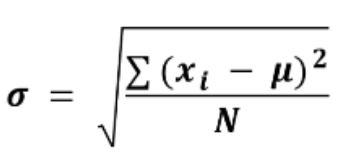 σ = √(∑ (xᵢ − μ)² / N)